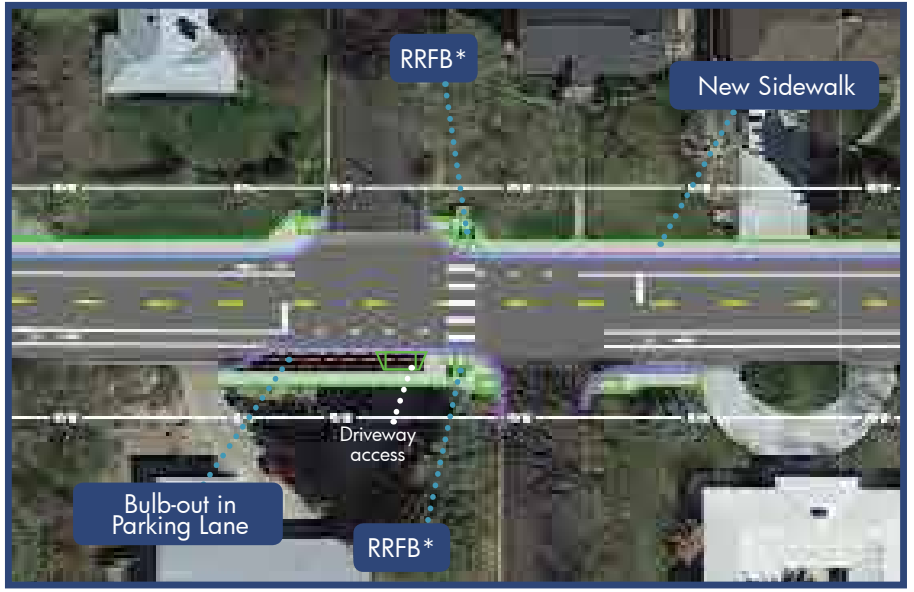 RRFB*
New Sidewalk
Driveway
access
Bulb-out in
Parking Lane
RRFB*